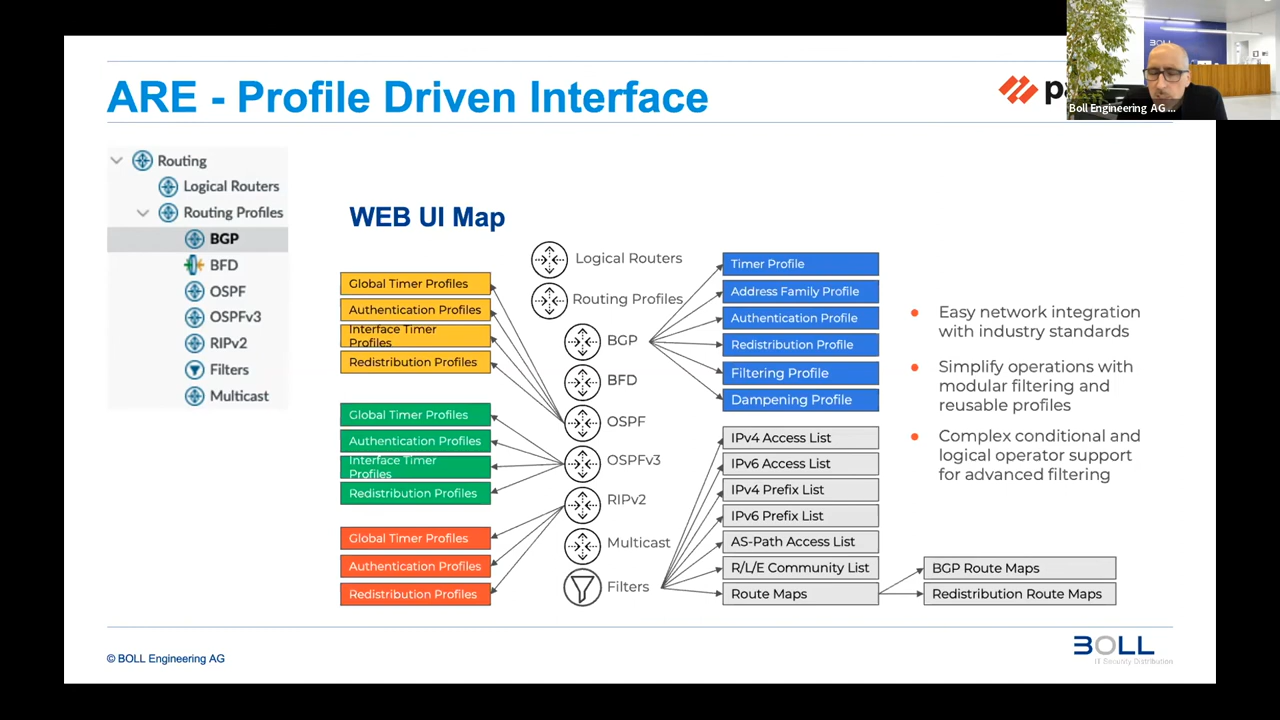 ARE - Profile Driven Interface
BOLL
Boll Engineering AG ...
Routing
Logical Routers
Routing Profiles
BGP
BFD
OSPF
OSPFv3
RIPv2
Filters
Multicast
WEB UI Map
Global Timer Profiles
Authentication Profiles
Interface Timer
Profiles
Redistribution Profiles
Global Timer Profiles
Authentication Profiles
Interface Timer
Profiles
Redistribution Profiles
Global Timer Profiles
Authentication Profiles
Redistribution Profiles
Logical Routers
Routing Profiles
BGP
BFD
OSPF
OSPFv3
RIPv2
Multicast
Filters
Timer Profile
Address Family Profile
Authentication Profile
Redistribution Profile
Filtering Profile
Dampening Profile
IPv4 Access List
IPv6 Access List
IPv4 Prefix List
IPv6 Prefix List
AS-Path Access List
R/L/E Community List
Route Maps
BGP Route Maps
Redistribution Route Maps
Easy network integration
with industry standards
Simplify operations with
modular filtering and
reusable profiles
Complex conditional and
logical operator support
for advanced filtering
© BOLL Engineering AG
BOLL
IT Security Distribution